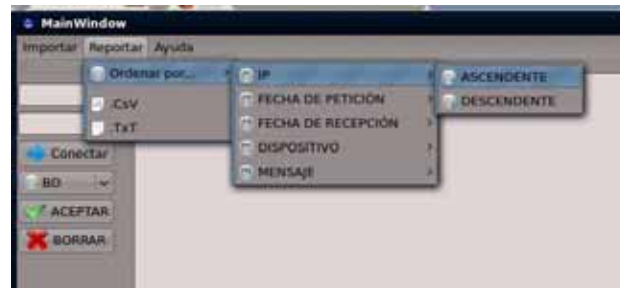 MainWindow
Importar Reportar Ayuda
Ordenar por... IP ASCENDENTE
.CsV FECHA DE PETICIÓN DESCENDENTE
.TxT FECHA DE RECEPCIÓN
Conectar DISPOSITIVO
BD MENSAJE
ACEPTAR
BORRAR